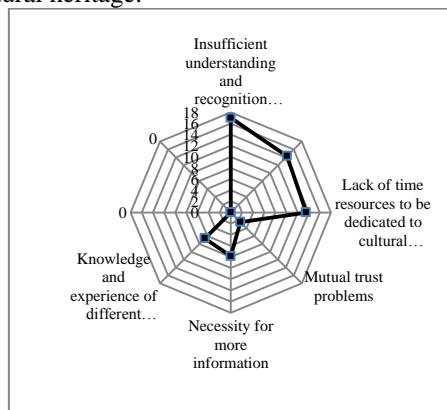 ural heritage.
Insufficient
understanding
and
recognition…
18
16
14
12
10
8
6
4
2
0
0
0
Lack of time
resources to be
dedicated to
cultural…
Mutual trust
problems
Necessity for
more
information
Knowledge
and
experience of
different…